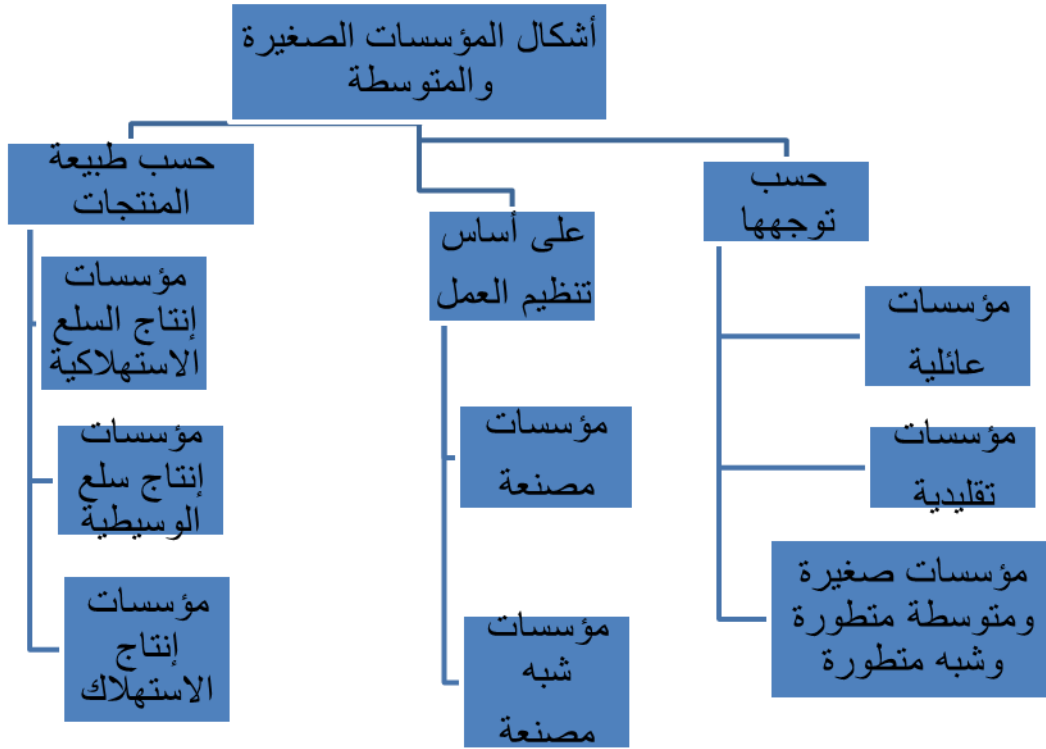 أشكال المؤسسات الصغيرة
والمتوسطة
حسب
توجهها
مؤسسات
عائلية
مؤسسات
تقليدية
مؤسسات صغيرة
ومتوسطة متطورة
وشبه متطورة
على أساس
تنظيم العمل
مؤسسات
مصنعة
مؤسسات
شبه
مصنعة
حسب طبيعة
المنتجات
مؤسسات
إنتاج السلع
الاستهلاكية
مؤسسات
إنتاج سلع
الوسيطية
مؤسسات
إنتاج
الاستهلاك